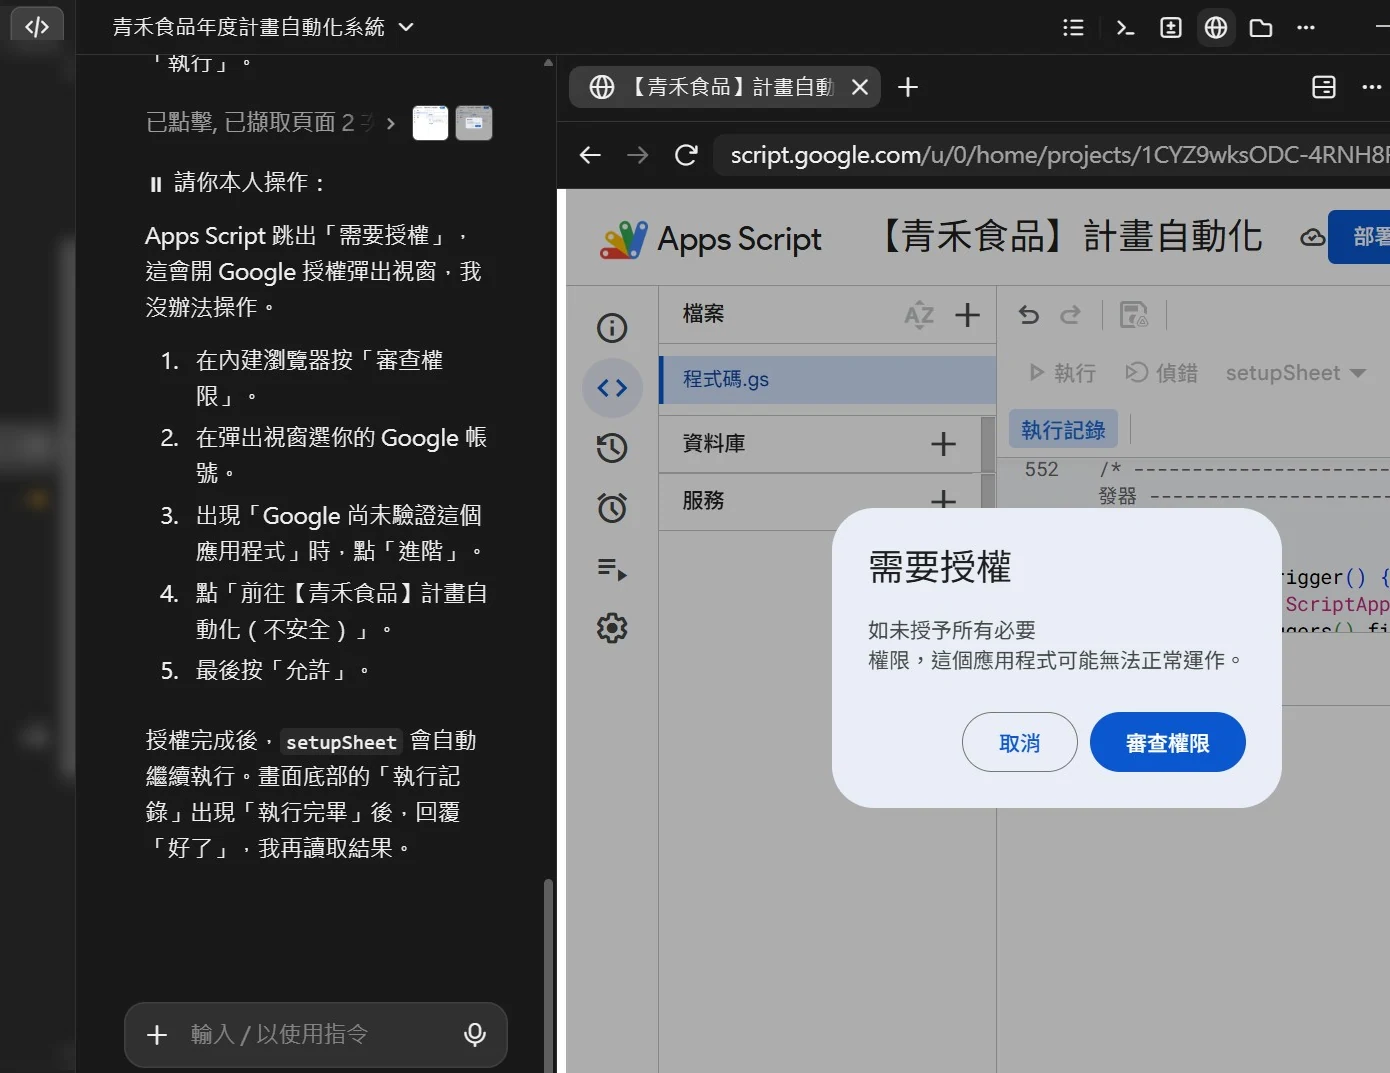 青禾食品年度計畫自動化系統
「執行」。
已點擊, 已擷取頁面 2
請你本人操作：
Apps Script 跳出「需要授權」，
這會開 Google 授權彈出視窗，我
沒辦法操作。
1. 在內建瀏覽器按「審查權
限」。
2. 在彈出視窗選你的 Google 帳
號。
3. 出現「Google 尚未驗證這個
應用程式」時，點「進階」。
4. 點「前往【青禾食品】計畫自
動化（不安全）」。
5. 最後按「允許」。
授權完成後，setupSheet 會自動
繼續執行。畫面底部的「執行記
錄」出現「執行完畢」後，回覆
「好了」，我再讀取結果。
輸入 / 以使用指令
【青禾食品】計畫自動
script.google.com/u/0/home/projects/1CYZ9wksODC-4RNH8F
Apps Script
【青禾食品】計畫自動化
部署
檔案
AZ
程式碼.gs
資料庫
服務
執行
偵錯
setupSheet
執行記錄
552 /* --------------------
發器 -----------------
rigger() {
ScriptApp
ggers().fi
需要授權
如未授予所有必要
權限，這個應用程式可能無法正常運作。
取消
審查權限